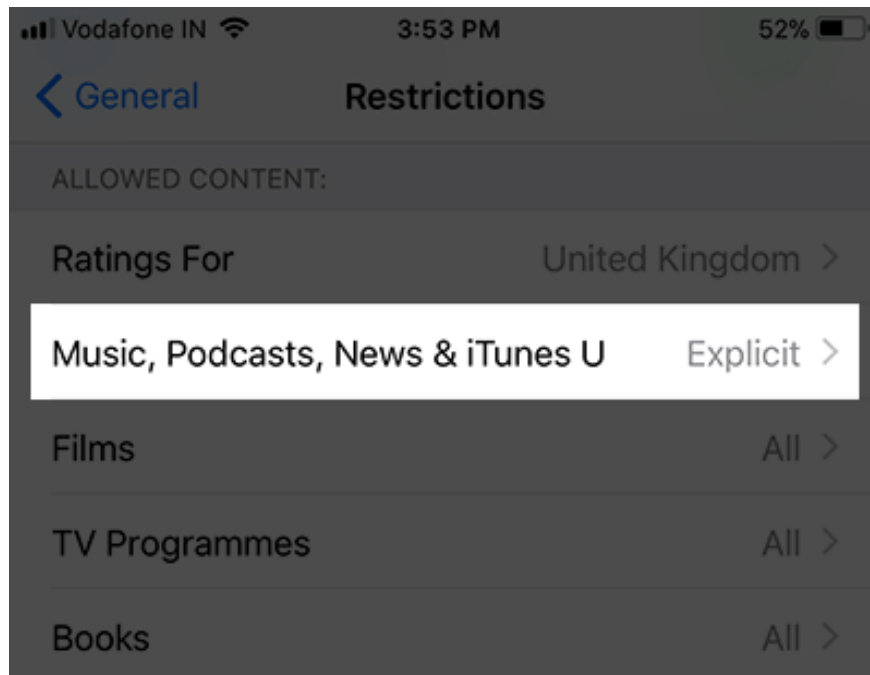 Vodafone IN 3:53 PM 52%
General Restrictions
ALLOWED CONTENT:
Ratings For United Kingdom
Music, Podcasts, News & iTunes U Explicit
Films All
TV Programmes All
Books All